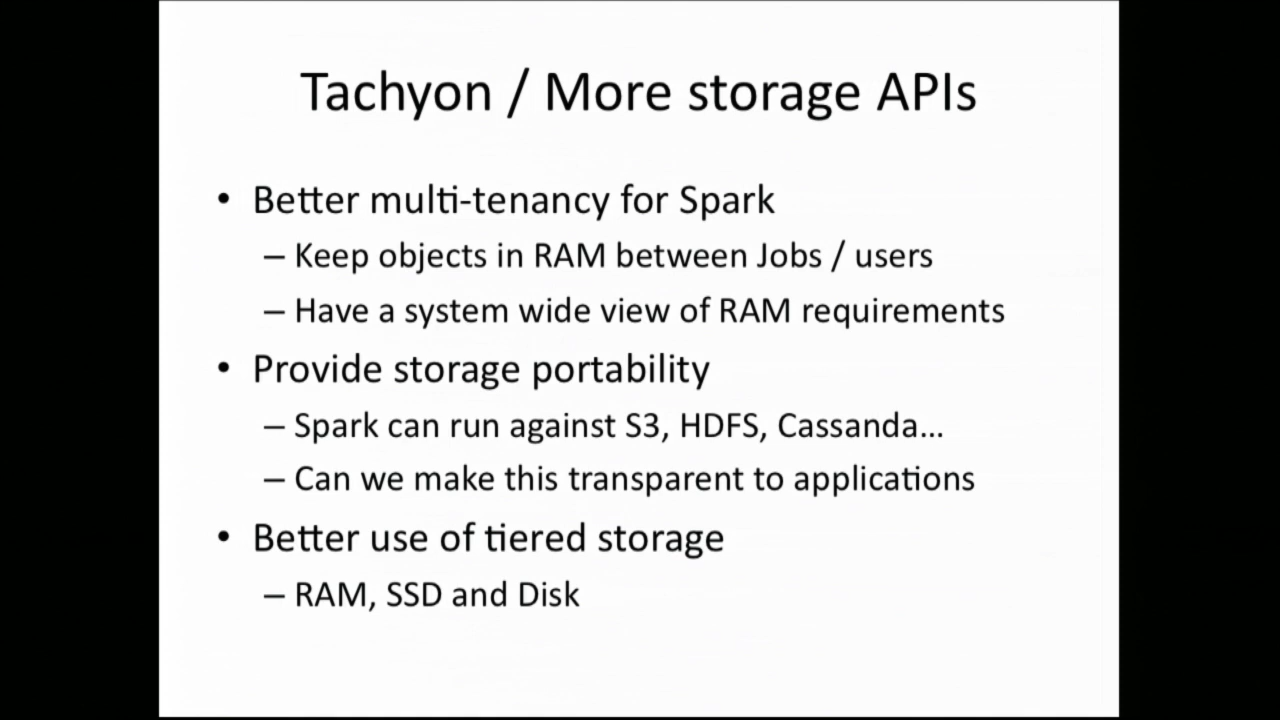 Tachyon / More storage APIs
• Better multi-tenancy for Spark
– Keep objects in RAM between Jobs / users
– Have a system wide view of RAM requirements
• Provide storage portability
– Spark can run against S3, HDFS, Cassanda...
– Can we make this transparent to applications
• Better use of tiered storage
– RAM, SSD and Disk